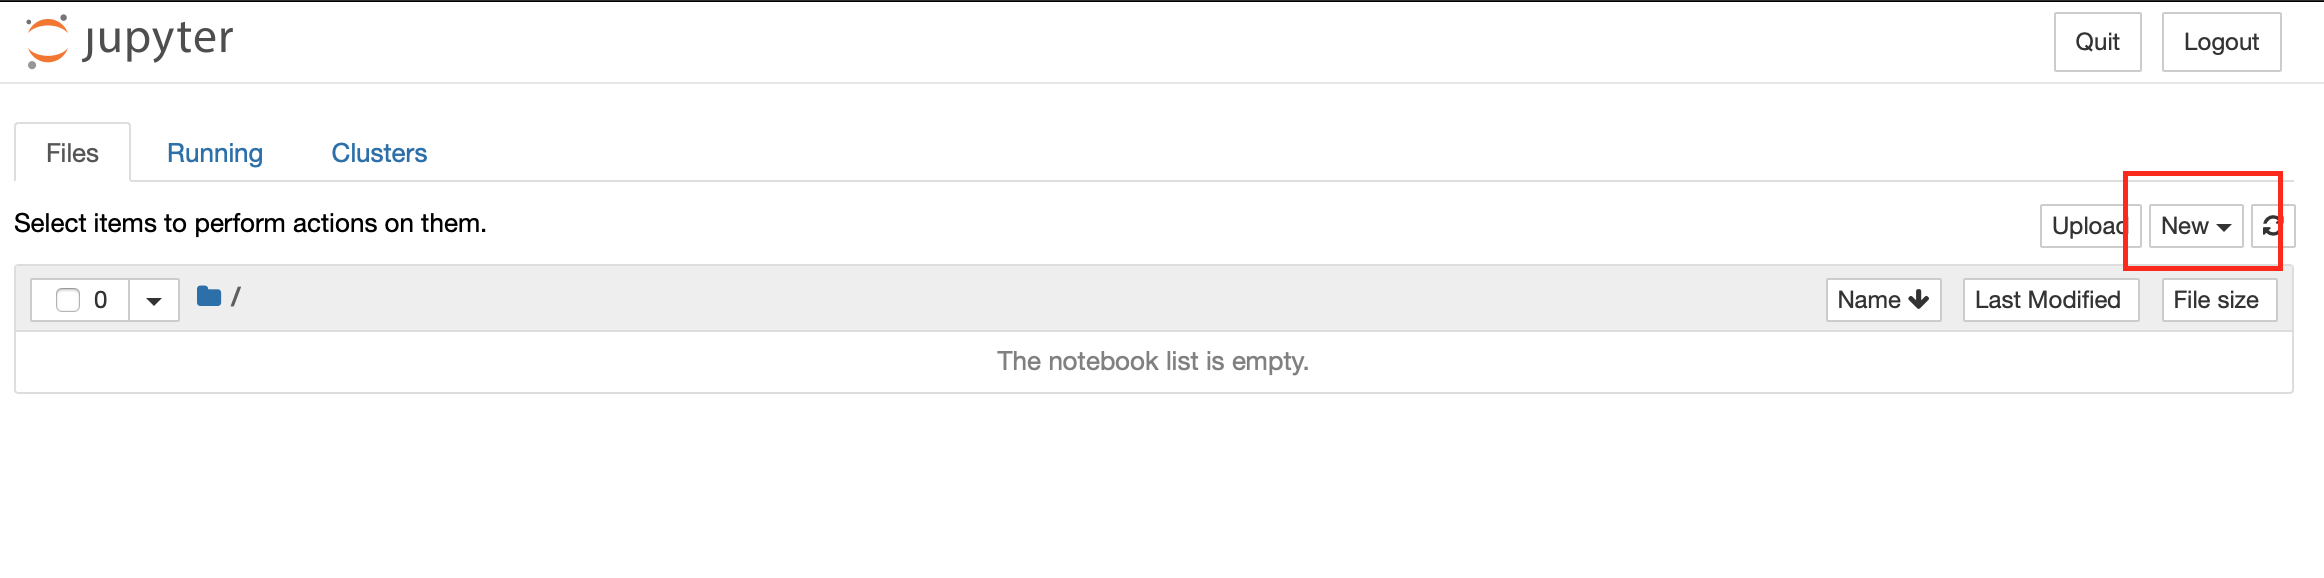 jupyter
Quit Logout
Files Running Clusters
Select items to perform actions on them.
Upload New
0 /
Name Last Modified File size
The notebook list is empty.